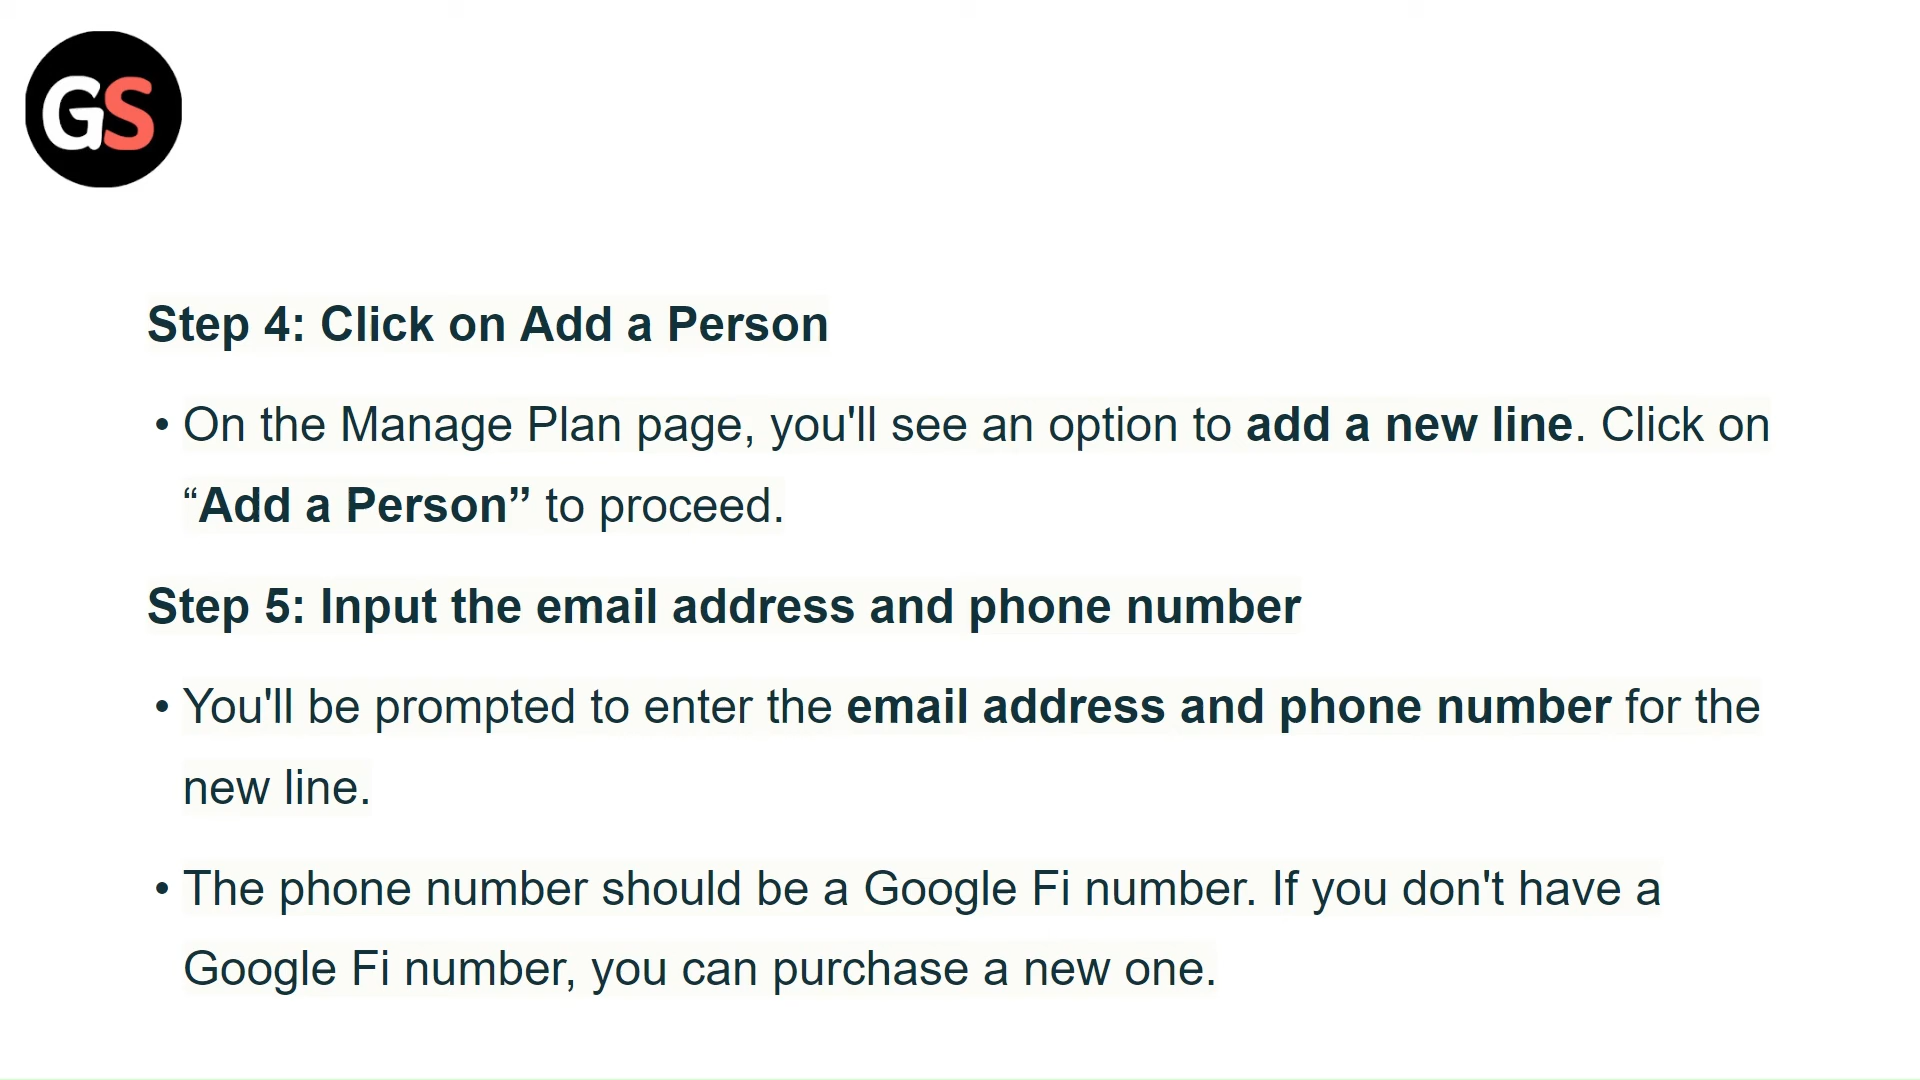 GS
Step 4: Click on Add a Person
• On the Manage Plan page, you'll see an option to add a new line. Click on
“Add a Person” to proceed.
Step 5: Input the email address and phone number
• You'll be prompted to enter the email address and phone number for the
new line.
• The phone number should be a Google Fi number. If you don't have a
Google Fi number, you can purchase a new one.